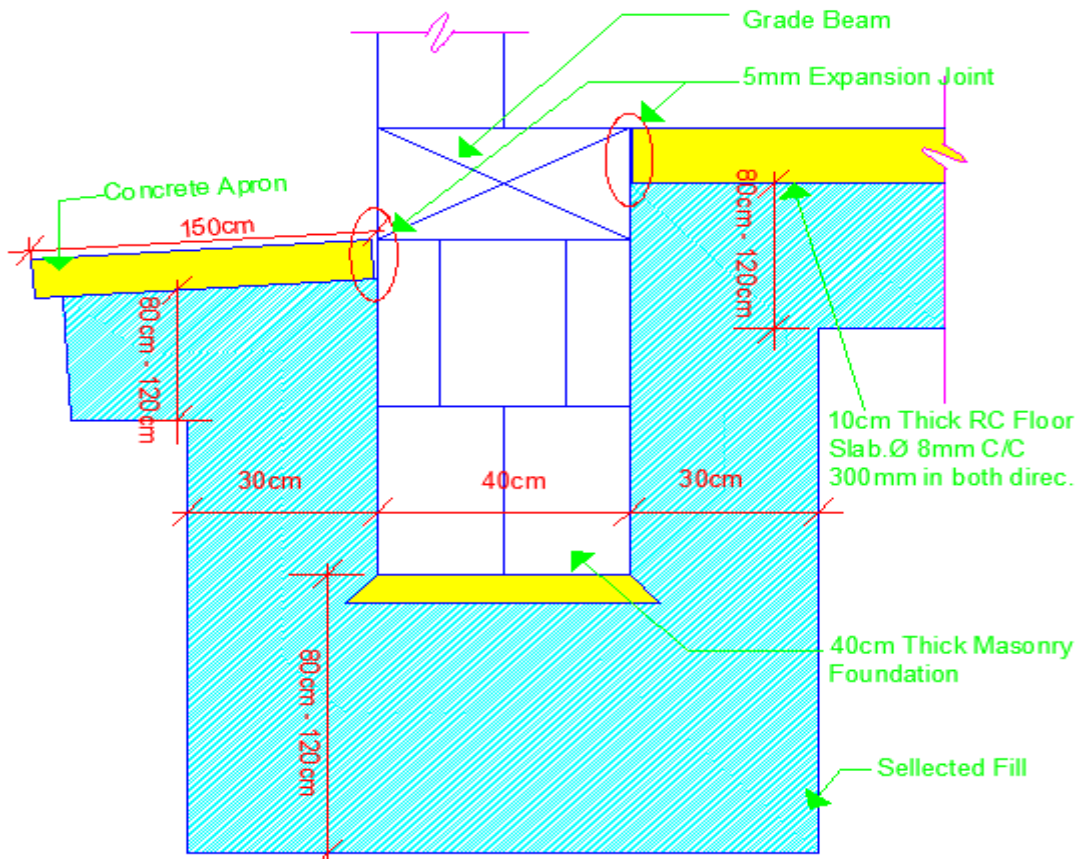 Grade Beam
5mm Expansion Joint
Concrete Apron
150cm
80cm - 120cm
80cm - 120cm
10cm Thick RC Floor
Slab.Ø 8mm C/C
300mm in both direc.
30cm
40cm
30cm
80cm - 120cm
40cm Thick Masonry
Foundation
Sellected Fill